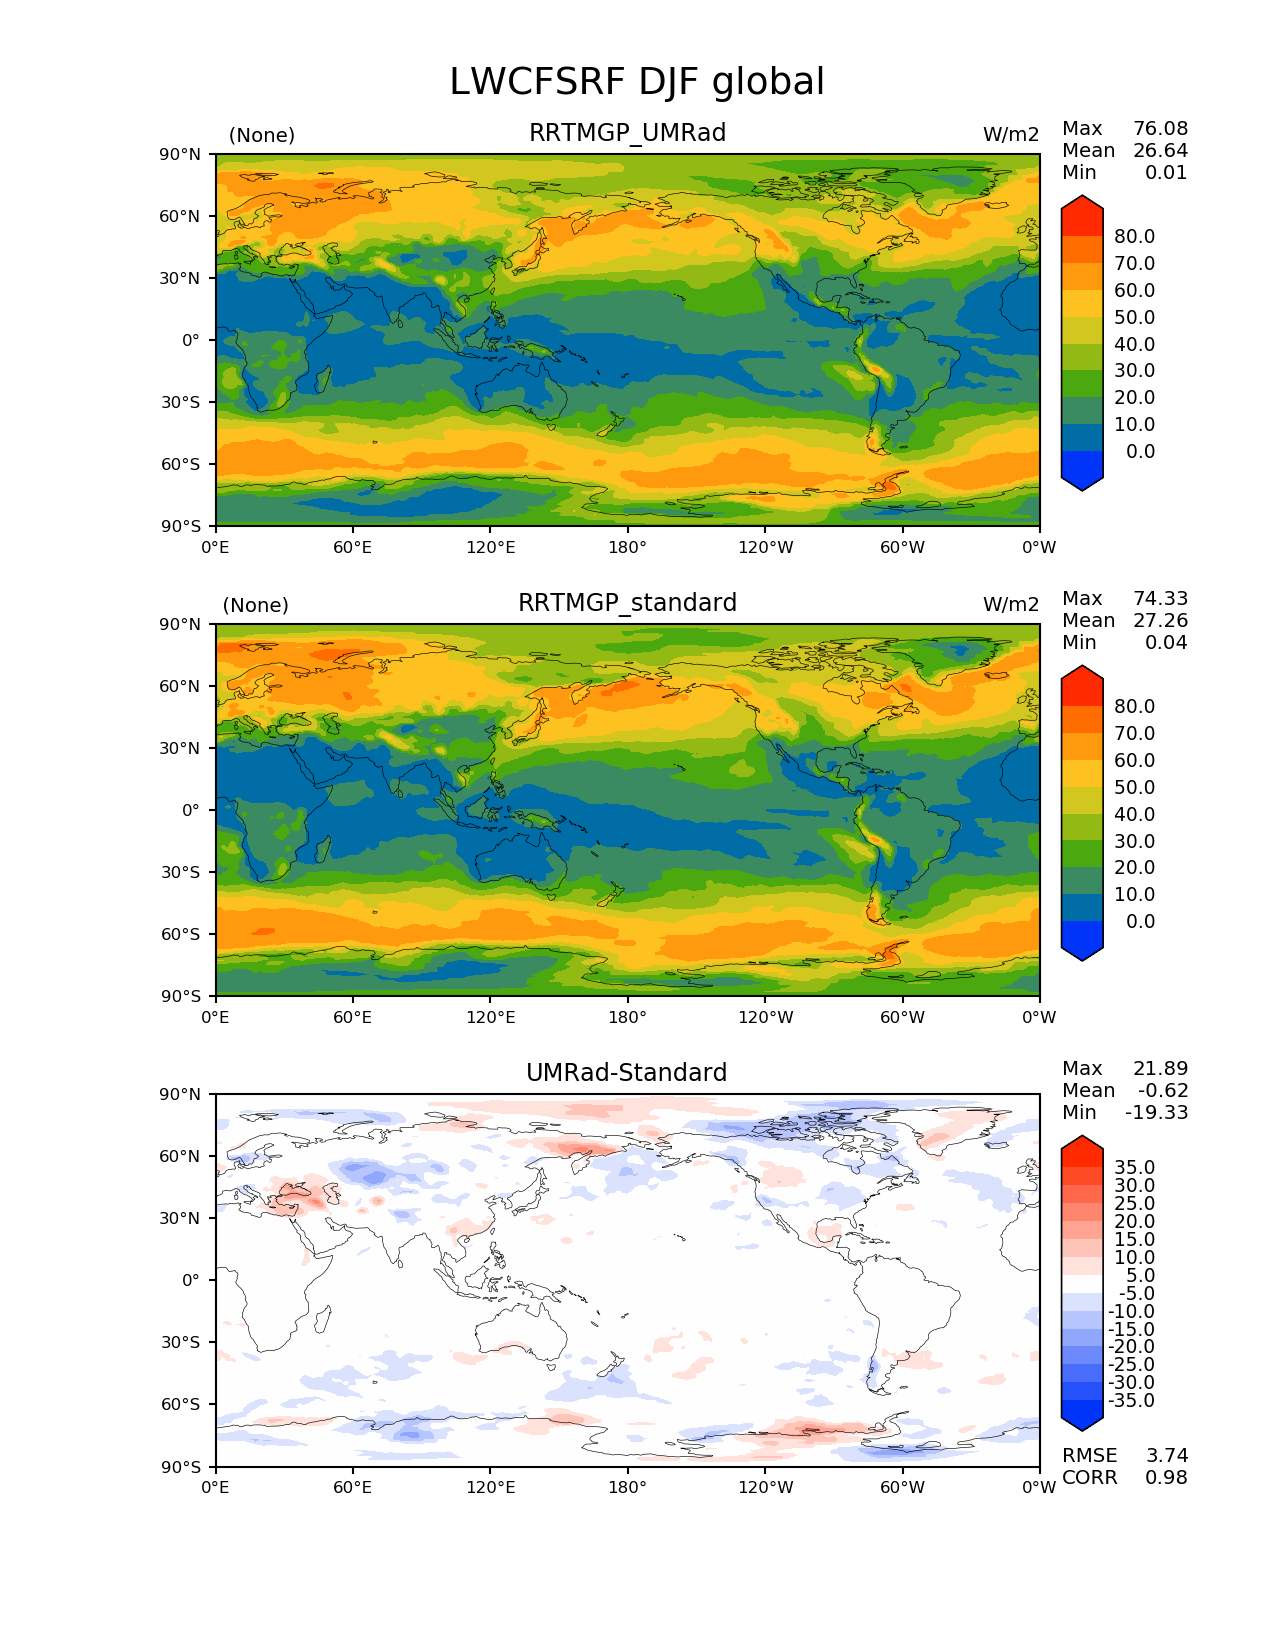 LWCFSRF DJF global
(None) RRTMGP_UMRad W/m2
Max 76.08
Mean 26.64
Min 0.01
90°N
60°N
30°N
0°
30°S
60°S
90°S
0°E 60°E 120°E 180° 120°W 60°W 0°W
80.0
70.0
60.0
50.0
40.0
30.0
20.0
10.0
0.0
(None) RRTMGP_standard W/m2
Max 74.33
Mean 27.26
Min 0.04
90°N
60°N
30°N
0°
30°S
60°S
90°S
0°E 60°E 120°E 180° 120°W 60°W 0°W
80.0
70.0
60.0
50.0
40.0
30.0
20.0
10.0
0.0
UMRad-Standard
Max 21.89
Mean -0.62
Min -19.33
90°N
60°N
30°N
0°
30°S
60°S
90°S
0°E 60°E 120°E 180° 120°W 60°W 0°W
35.0
30.0
25.0
20.0
15.0
10.0
5.0
-5.0
-10.0
-15.0
-20.0
-25.0
-30.0
-35.0
RMSE 3.74
CORR 0.98